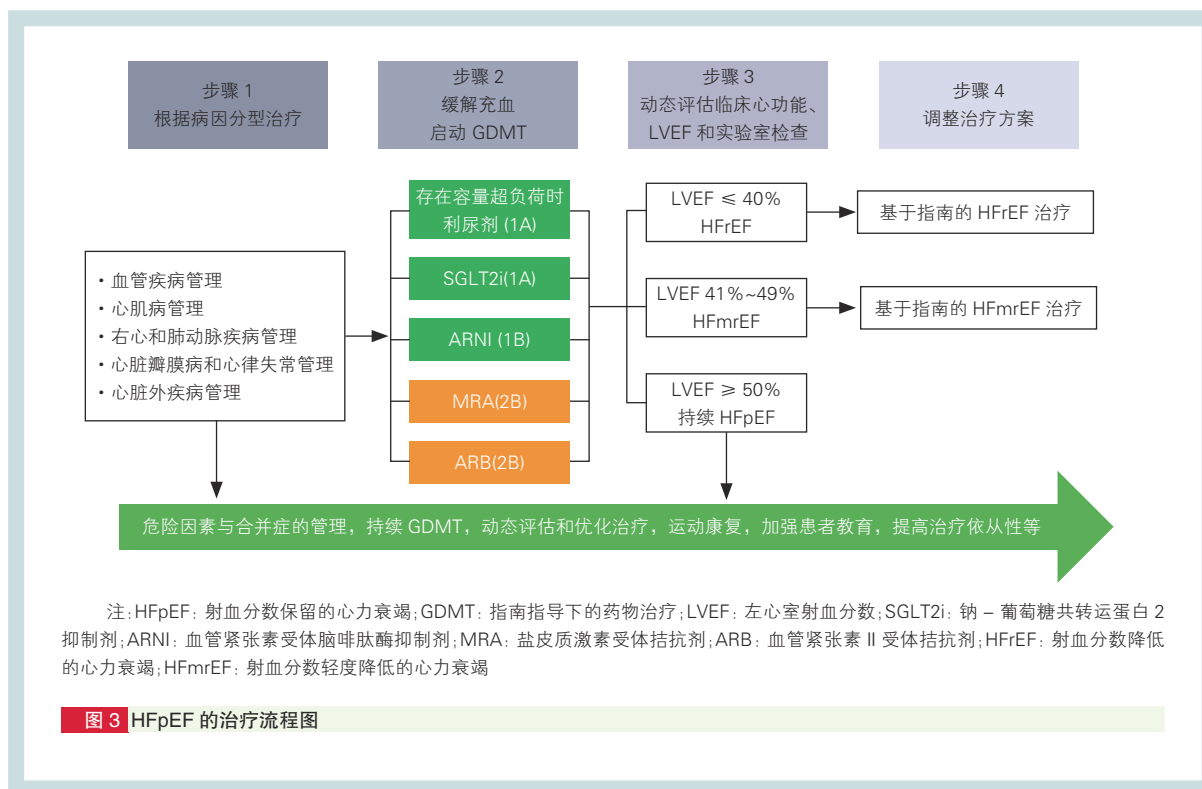 步骤 1
根据病因分型治疗
步骤 2
缓解充血
启动 GDMT
步骤 3
动态评估临床心功能、
LVEF 和实验室检查
步骤 4
调整治疗方案
・血管疾病管理
・心肌病管理
・右心和肺动脉疾病管理
・心脏瓣膜病和心律失常管理
・心脏外疾病管理
存在容量超负荷时
利尿剂 (1A)
SGLT2i(1A)
ARNI (1B)
MRA(2B)
ARB(2B)
LVEF ≤ 40%
HFrEF
LVEF 41%~49%
HFmrEF
LVEF ≥ 50%
持续 HFpEF
基于指南的 HFrEF 治疗
基于指南的 HFmrEF 治疗
危险因素与合并症的管理，持续 GDMT，动态评估和优化治疗，运动康复，加强患者教育，提高治疗依从性等
注:HFpEF: 射血分数保留的心力衰竭;GDMT: 指南指导下的药物治疗;LVEF: 左心室射血分数;SGLT2i: 钠 – 葡萄糖共转运蛋白 2
抑制剂;ARNI: 血管紧张素受体脑啡肽酶抑制剂;MRA: 盐皮质激素受体拮抗剂;ARB: 血管紧张素 II 受体拮抗剂;HFrEF: 射血分数降低
的心力衰竭;HFmrEF: 射血分数轻度降低的心力衰竭
图 3 HFpEF 的治疗流程图